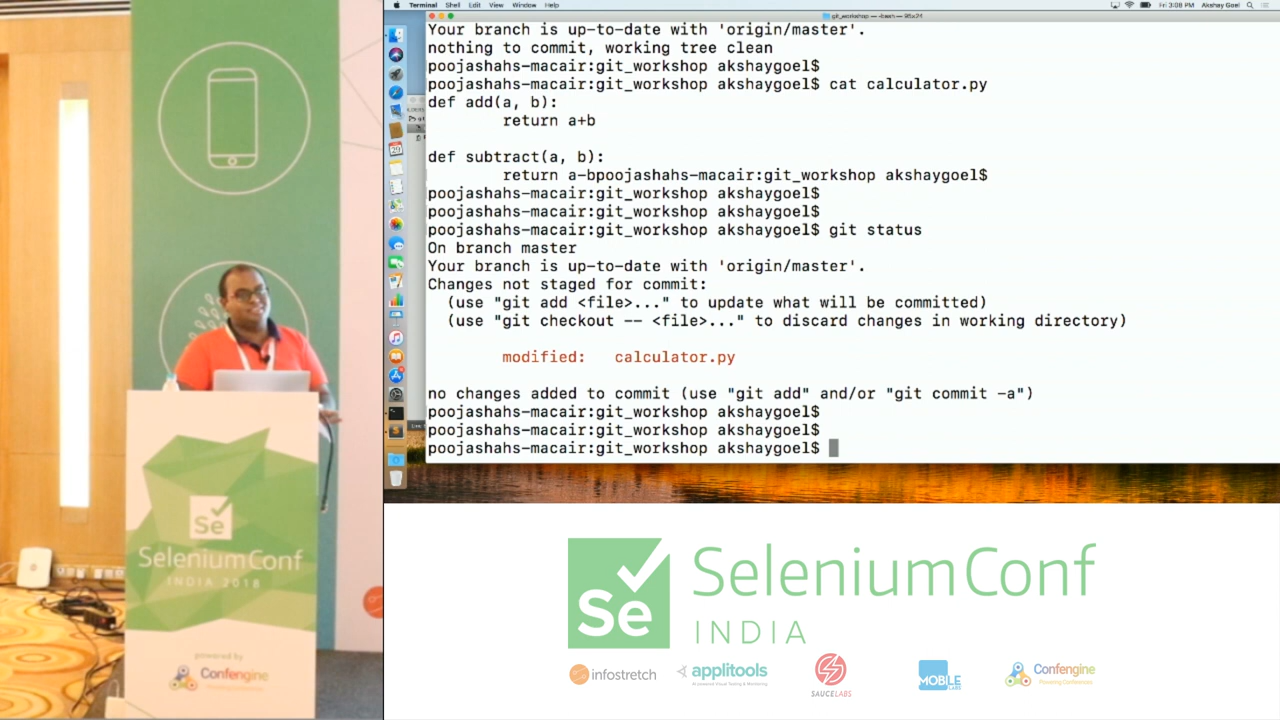 Terminal Shell Edit View Window Help
Fri 3:08 PM Akshay Goel
git_workshop — -bash — 95×24
Your branch is up-to-date with 'origin/master'.
nothing to commit, working tree clean
poojashahs-macair:git_workshop akshaygoel$
poojashahs-macair:git_workshop akshaygoel$ cat calculator.py
def add(a, b):
return a+b
def subtract(a, b):
return a-bpoojashahs-macair:git_workshop akshaygoel$
poojashahs-macair:git_workshop akshaygoel$
poojashahs-macair:git_workshop akshaygoel$
poojashahs-macair:git_workshop akshaygoel$ git status
On branch master
Your branch is up-to-date with 'origin/master'.
Changes not staged for commit:
(use "git add <file>..." to update what will be committed)
(use "git checkout -- <file>..." to discard changes in working directory)
modified: calculator.py
no changes added to commit (use "git add" and/or "git commit -a")
poojashahs-macair:git_workshop akshaygoel$
poojashahs-macair:git_workshop akshaygoel$
poojashahs-macair:git_workshop akshaygoel$
Se
SeleniumConf
INDIA 2018
powered by
Confengine
Se
SeleniumConf
INDIA
infostretch
applitools
SAUCELABS
MOBILE LABS
Confengine